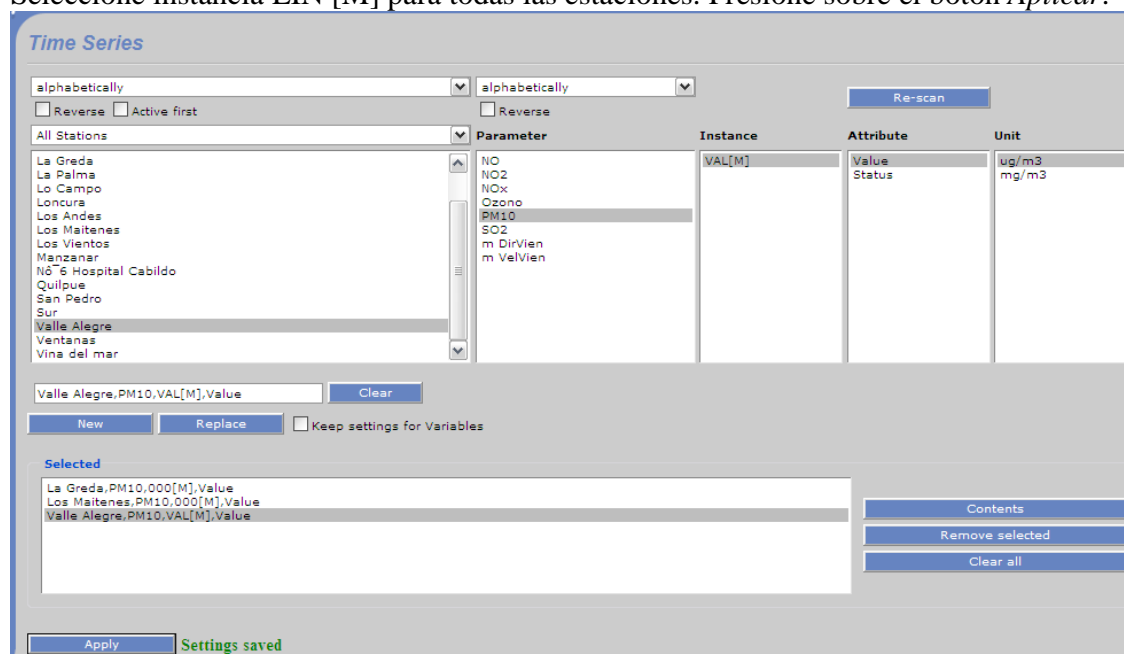 Seleccione instancia LIN [M] para todas las estaciones. Presione sobre el botón Aplicar.
Time Series
alphabetically
alphabetically
Reverse
Active first
Reverse
Re-scan
All Stations
Parameter
Instance
Attribute
Unit
La Greda
La Palma
Lo Campo
Loncura
Los Andes
Los Maitenes
Los Vientos
Manzanar
Nô¯6 Hospital Cabildo
Quilpue
San Pedro
Sur
Valle Alegre
Ventanas
Vina del mar
NO
NO2
NOx
Ozono
PM10
SO2
m DirVien
m VelVien
VAL[M]
Value
Status
ug/m3
mg/m3
Valle Alegre,PM10,VAL[M],Value
Clear
New
Replace
Keep settings for Variables
Selected
La Greda,PM10,000[M],Value
Los Maitenes,PM10,000[M],Value
Valle Alegre,PM10,VAL[M],Value
Contents
Remove selected
Clear all
Apply
Settings saved